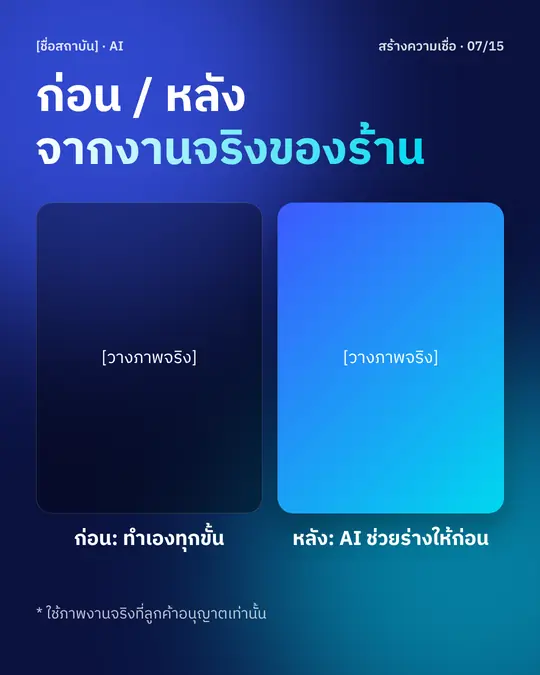 [ชื่อสถาบัน] · AI
สร้างความเชื่อ · 07/15
ก่อน / หลัง
จากงานจริงของร้าน
[วางภาพจริง]
[วางภาพจริง]
ก่อน: ทำเองทุกขั้น
หลัง: AI ช่วยร่างให้ก่อน
* ใช้ภาพงานจริงที่ลูกค้าอนุญาตเท่านั้น